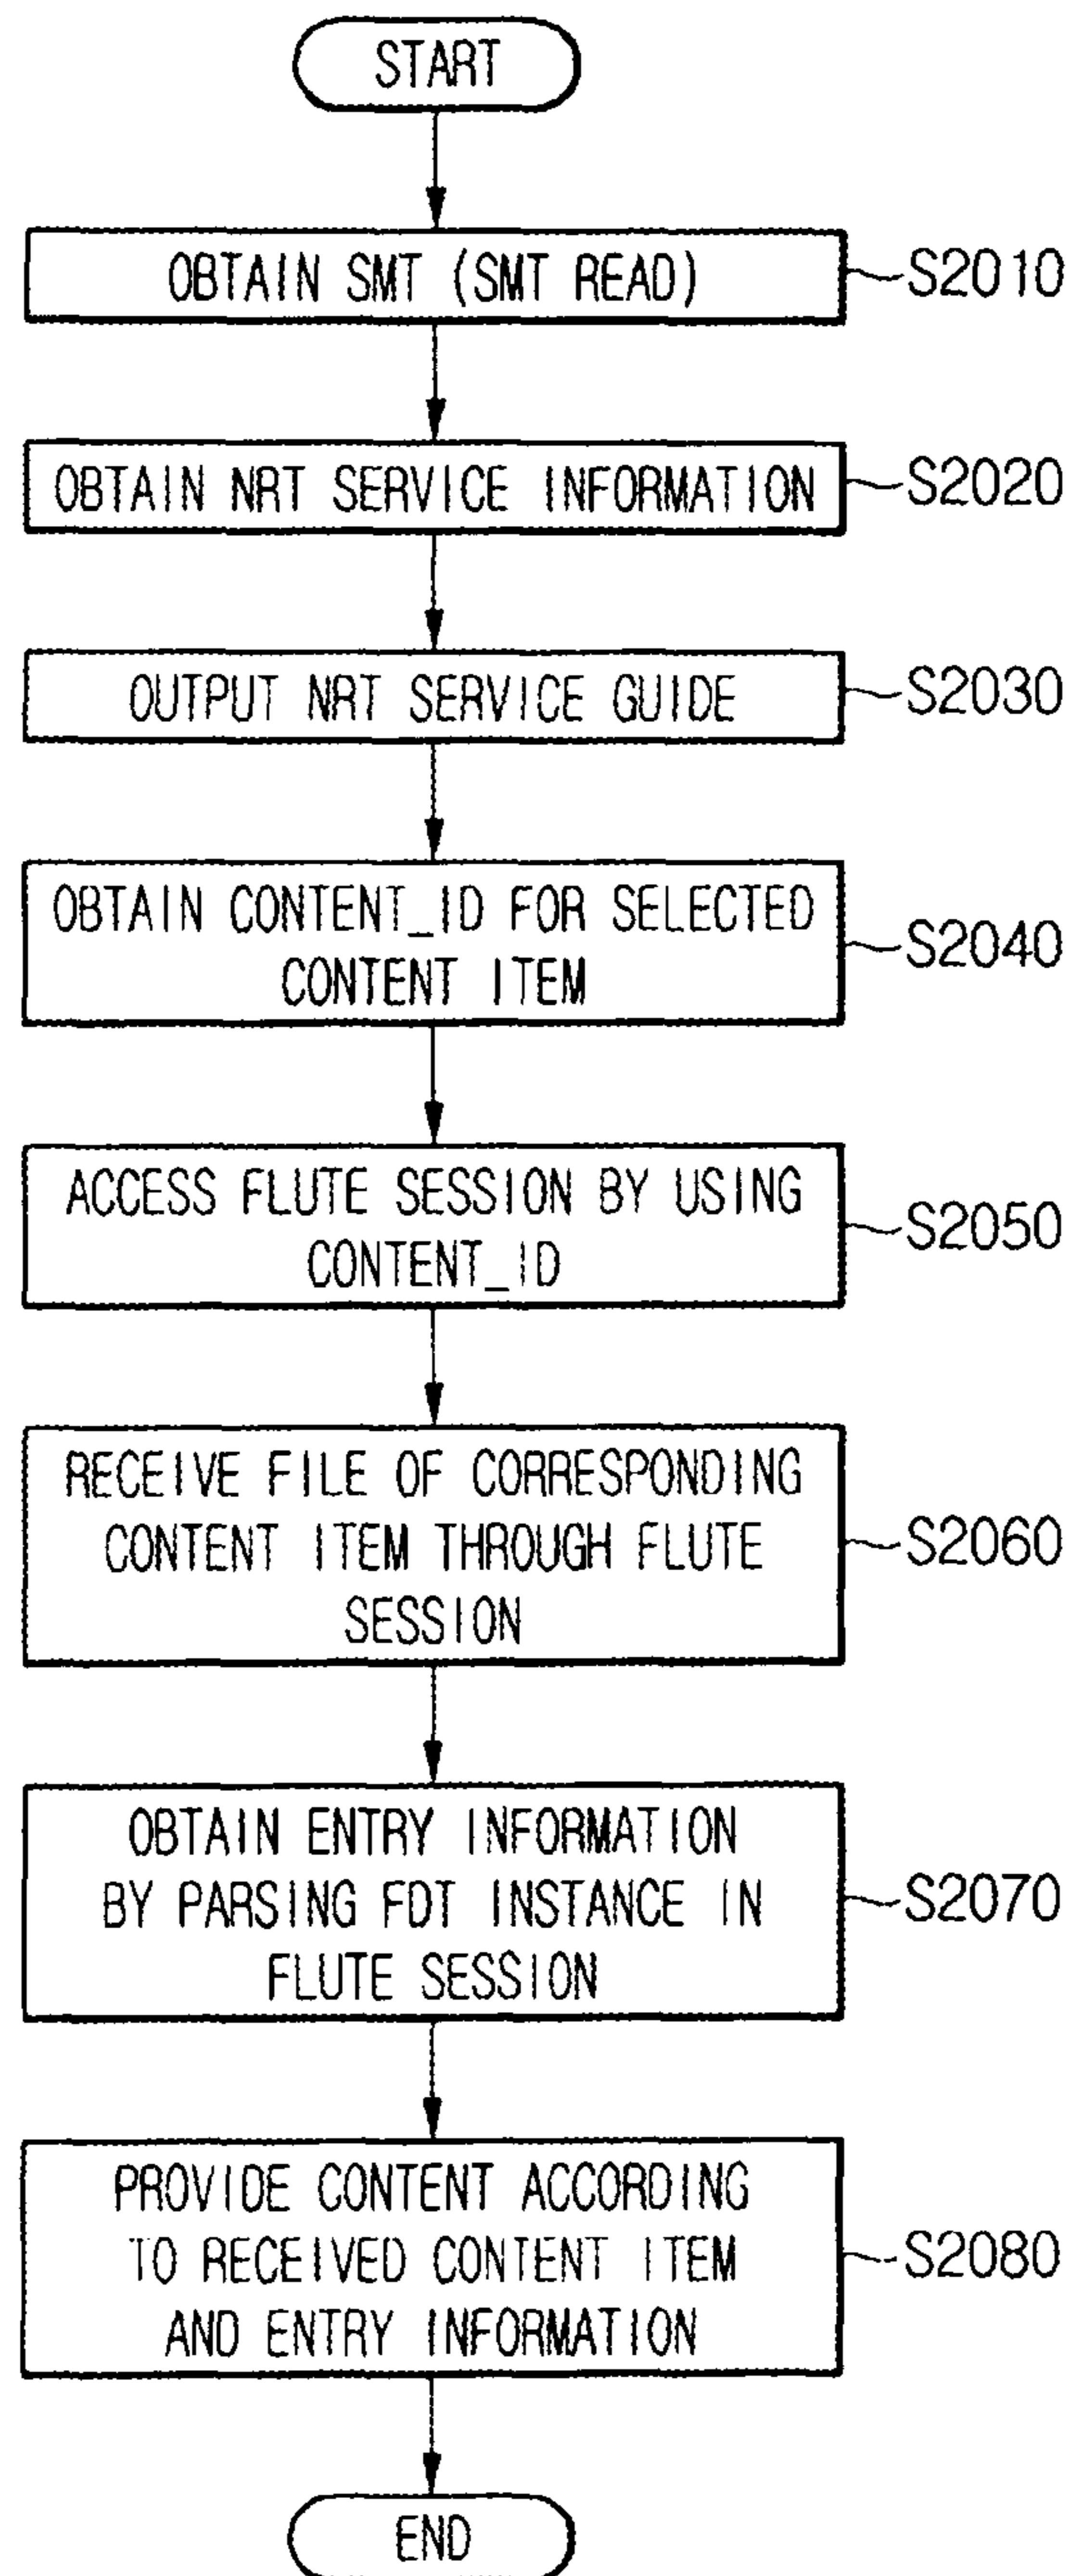 START
OBTAIN SMT (SMT READ)
S2010
OBTAIN NRT SERVICE INFORMATION
S2020
OUTPUT NRT SERVICE GUIDE
S2030
OBTAIN CONTENT_ID FOR SELECTED
CONTENT ITEM
S2040
ACCESS FLUTE SESSION BY USING
CONTENT_ID
S2050
RECEIVE FILE OF CORRESPONDING
CONTENT ITEM THROUGH FLUTE
SESSION
S2060
OBTAIN ENTRY INFORMATION
BY PARSING FDT INSTANCE IN
FLUTE SESSION
S2070
PROVIDE CONTENT ACCORDING
TO RECEIVED CONTENT ITEM
AND ENTRY INFORMATION
S2080
END